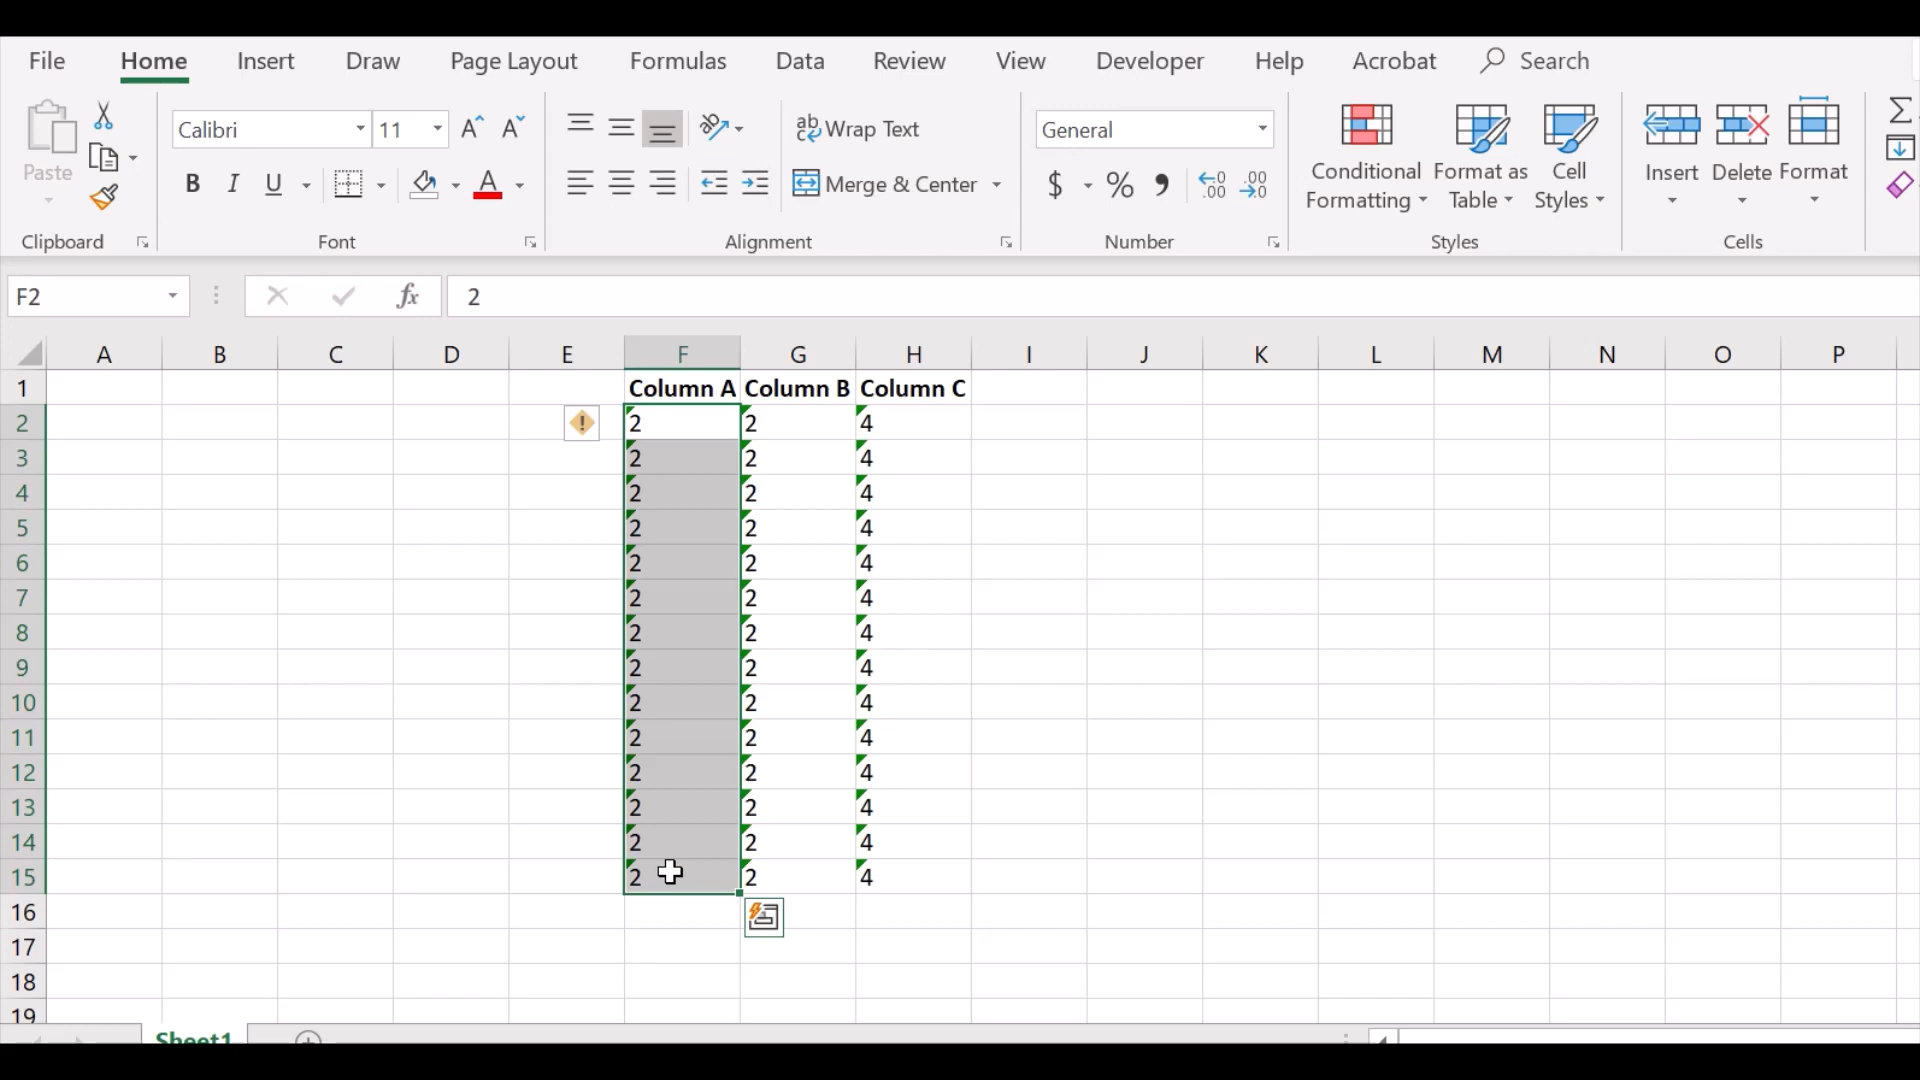 File Home Insert Draw Page Layout Formulas Data Review View Developer Help Acrobat Search
Paste
Calibri 11
Wrap Text
General
Conditional Formatting
Format as Table
Cell Styles
Insert Delete Format
B I U
Merge & Center
$ % 9
Clipboard Font Alignment Number Styles Cells
F2 fx 2
A B C D E F G H I J K L M N O P
1 Column A Column B Column C
2 2 2 4
3 2 2 4
4 2 2 4
5 2 2 4
6 2 2 4
7 2 2 4
8 2 2 4
9 2 2 4
10 2 2 4
11 2 2 4
12 2 2 4
13 2 2 4
14 2 2 4
15 2 2 4
16
17
18
19
Sheet1